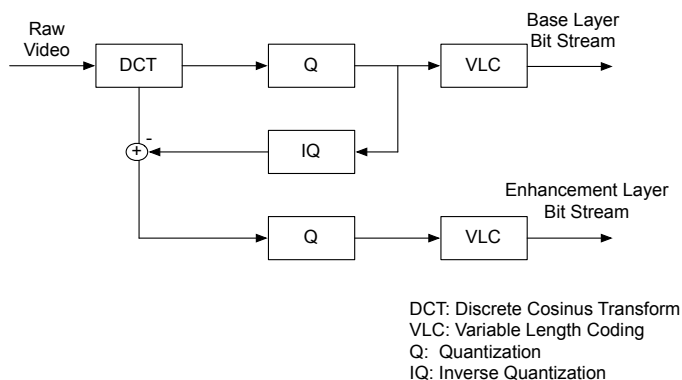 Raw
Video
Base Layer
Bit Stream
DCT
Q
VLC
-
+
IQ
Enhancement Layer
Bit Stream
Q
VLC
DCT: Discrete Cosinus Transform
VLC: Variable Length Coding
Q: Quantization
IQ: Inverse Quantization